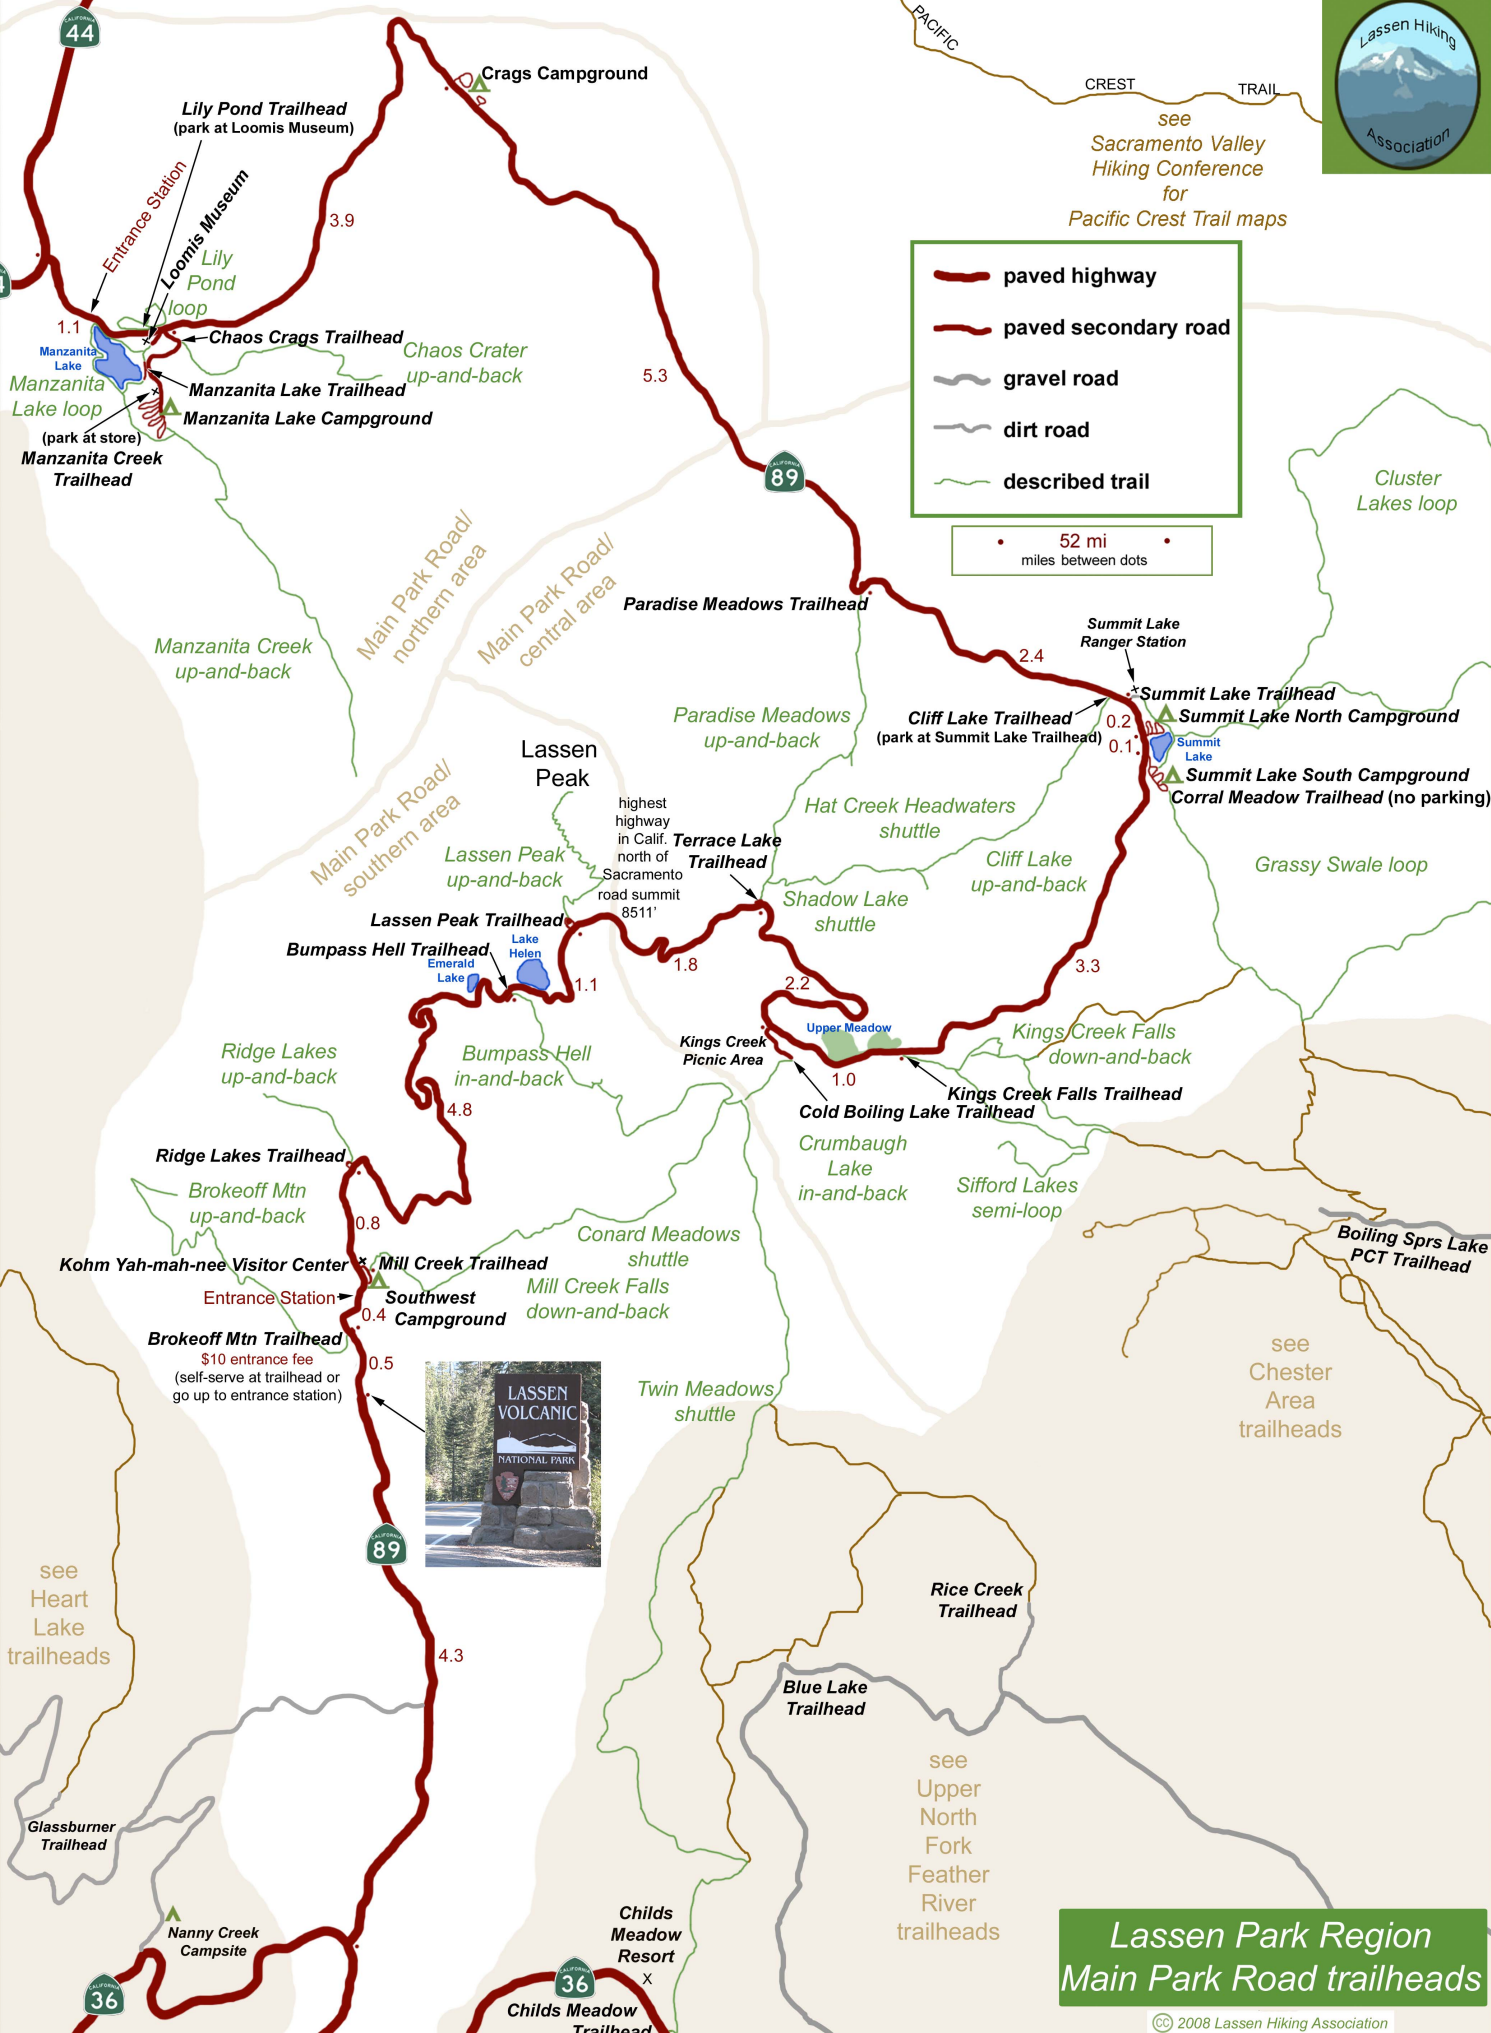 CALIFORNIA
44
Crags Campground
Lily Pond Trailhead
(park at Loomis Museum)
PACIFIC
CREST
TRAIL
see
Sacramento Valley
Hiking Conference
for
Pacific Crest Trail maps
Lassen Hiking
Association
Entrance Station
Loomis Museum
Lily
Pond
loop
3.9
1.1
Manzanita
Lake
Manzanita
Lake loop
Chaos Crags Trailhead
Chaos Crater
up-and-back
Manzanita Lake Trailhead
Manzanita Lake Campground
(park at store)
Manzanita Creek
Trailhead
5.3
paved highway
paved secondary road
gravel road
dirt road
described trail
52 mi
miles between dots
CALIFORNIA
89
Cluster
Lakes loop
Main Park Road/
northern area
Main Park Road/
central area
Manzanita Creek
up-and-back
Paradise Meadows Trailhead
2.4
Summit Lake
Ranger Station
Summit Lake Trailhead
Summit Lake North Campground
Cliff Lake Trailhead
(park at Summit Lake Trailhead)
0.2
0.1
Summit
Lake
Summit Lake South Campground
Corral Meadow Trailhead (no parking)
Paradise Meadows
up-and-back
Lassen
Peak
Main Park Road/
southern area
highest
highway
in Calif.
north of
Sacramento
road summit
8511'
Terrace Lake
Trailhead
Hat Creek Headwaters
shuttle
Cliff Lake
up-and-back
Grassy Swale loop
Lassen Peak
up-and-back
Shadow Lake
shuttle
Lassen Peak Trailhead
Bumpass Hell Trailhead
Lake
Helen
Emerald
Lake
1.1
1.8
2.2
3.3
Upper Meadow
Kings Creek
Picnic Area
Kings Creek Falls
down-and-back
1.0
Kings Creek Falls Trailhead
Cold Boiling Lake Trailhead
Ridge Lakes
up-and-back
Bumpass Hell
in-and-back
4.8
Crumbaugh
Lake
in-and-back
Sifford Lakes
semi-loop
Ridge Lakes Trailhead
Brokeoff Mtn
up-and-back
0.8
Conard Meadows
shuttle
Kohm Yah-mah-nee Visitor Center
Mill Creek Trailhead
Mill Creek Falls
down-and-back
Entrance Station
Southwest
Campground
0.4
Brokeoff Mtn Trailhead
$10 entrance fee
(self-serve at trailhead or
go up to entrance station)
0.5
Boiling Sprs Lake
PCT Trailhead
see
Chester
Area
trailheads
LASSEN
VOLCANIC
NATIONAL PARK
Twin Meadows
shuttle
CALIFORNIA
89
see
Heart
Lake
trailheads
4.3
Rice Creek
Trailhead
Blue Lake
Trailhead
see
Upper
North
Fork
Feather
River
trailheads
Glassburner
Trailhead
Nanny Creek
Campsite
CALIFORNIA
36
Childs
Meadow
Resort
X
CALIFORNIA
36
Childs Meadow
Trailhead
Lassen Park Region
Main Park Road trailheads
CC 2008 Lassen Hiking Association